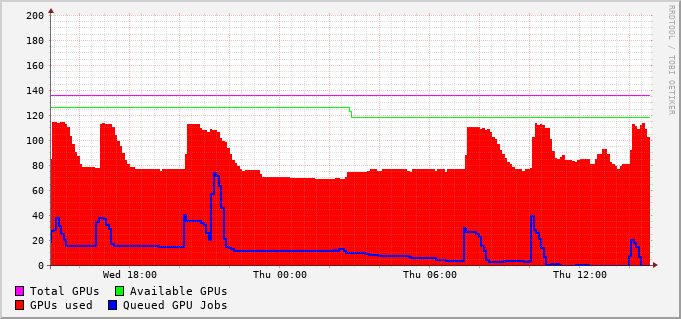 200
180
160
140
120
100
80
60
40
20
0
Wed 18:00 Thu 00:00 Thu 06:00 Thu 12:00
Total GPUs Available GPUs
GPUs used Queued GPU Jobs
RRDTOOL / TOBI OETIKER